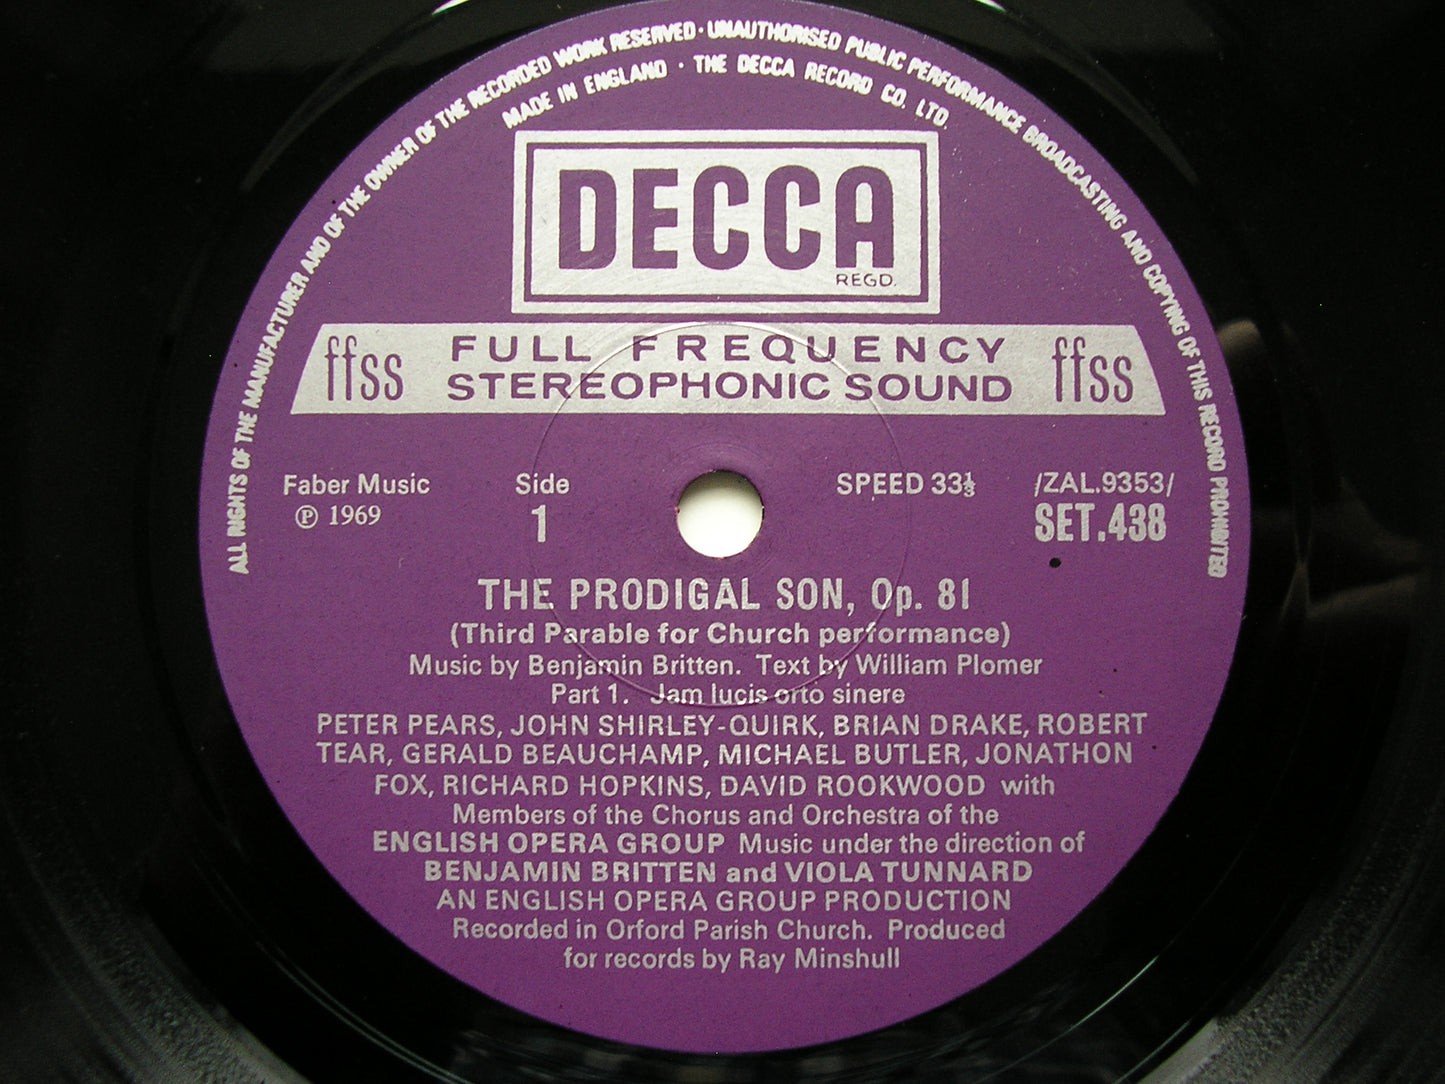 ALL RIGHTS OF THE MANUFACTURER AND OF THE OWNER OF THE RECORDED WORK RESERVED · UNAUTHORISED PUBLIC PERFORMANCE BROADCASTING AND COPYING OF THIS RECORD PROHIBITED
MADE IN ENGLAND · THE DECCA RECORD CO. LTD.
DECCA
REGD.
ffss FULL FREQUENCY ffss
STEREOPHONIC SOUND
Faber Music Side SPEED 33⅓ /ZAL.9353/
℗ 1969 1 SET.438
THE PRODIGAL SON, Op. 81
(Third Parable for Church performance)
Music by Benjamin Britten. Text by William Plomer
Part 1. Jam lucis orto sinere
PETER PEARS, JOHN SHIRLEY-QUIRK, BRIAN DRAKE, ROBERT
TEAR, GERALD BEAUCHAMP, MICHAEL BUTLER, JONATHON
FOX, RICHARD HOPKINS, DAVID ROOKWOOD with
Members of the Chorus and Orchestra of the
ENGLISH OPERA GROUP Music under the direction of
BENJAMIN BRITTEN and VIOLA TUNNARD
AN ENGLISH OPERA GROUP PRODUCTION
Recorded in Orford Parish Church. Produced
for records by Ray Minshull